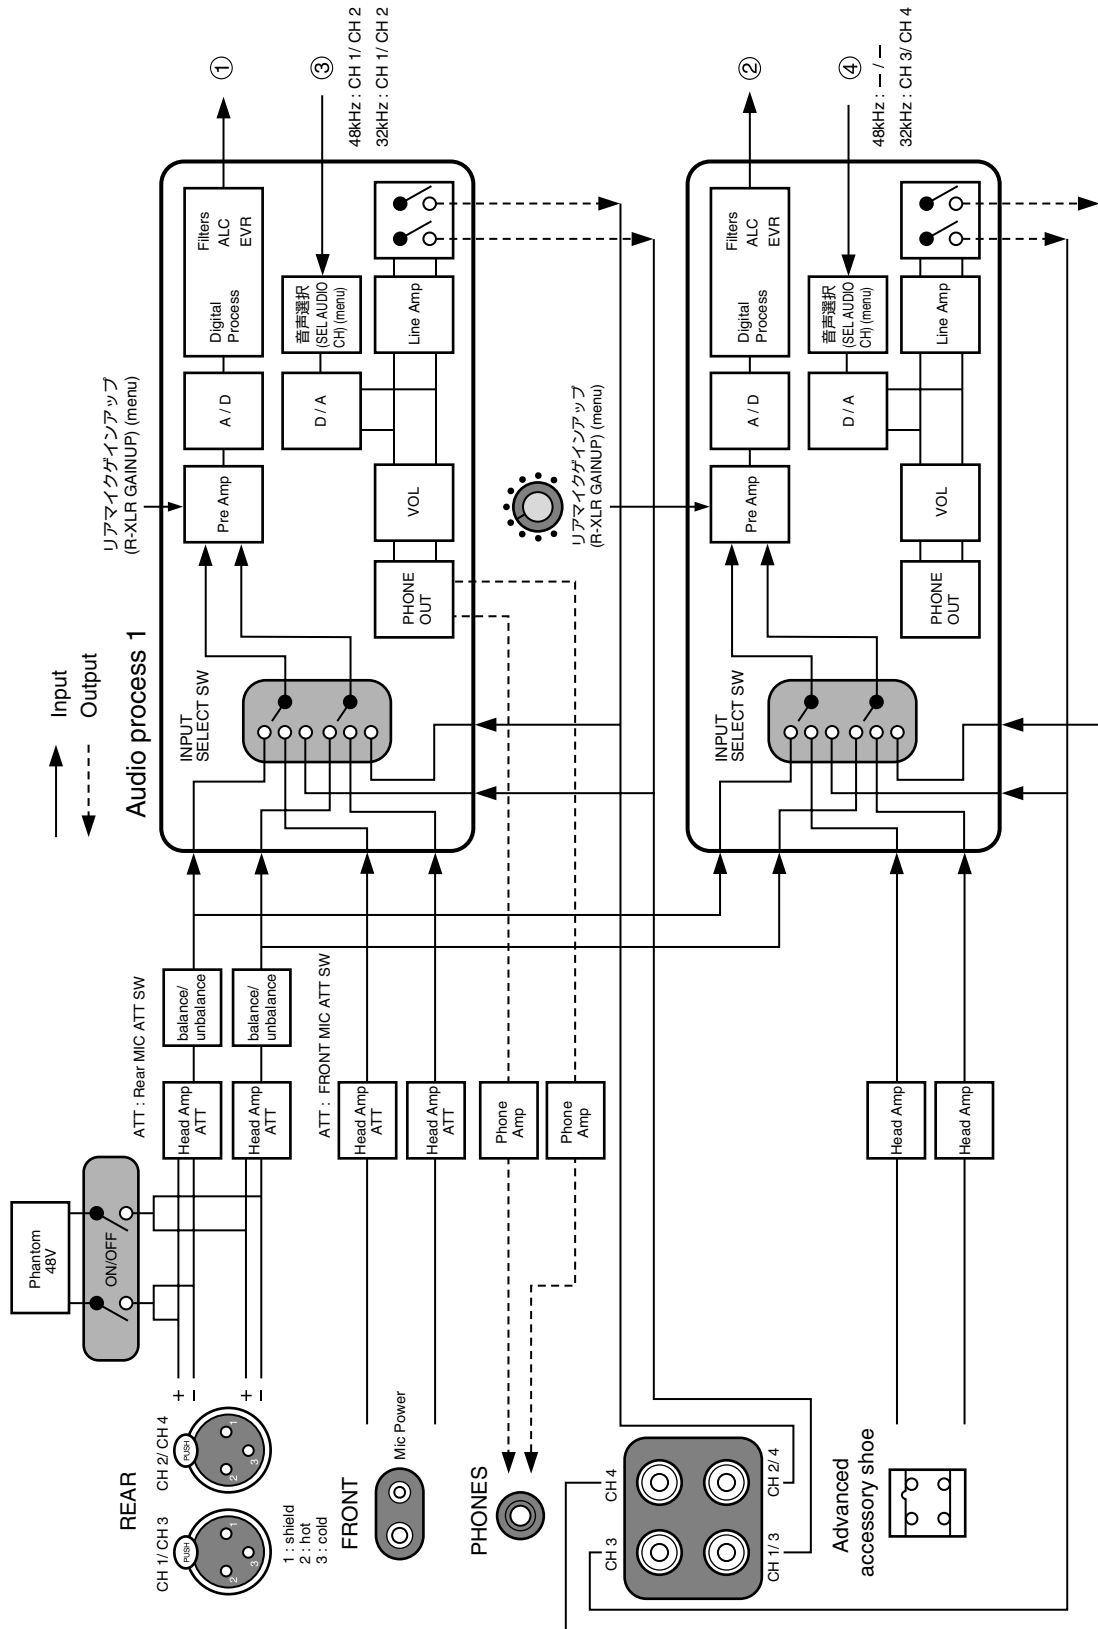 Input
Output
Audio process 1
リアマイクゲインアップ
(R-XLR GAINUP) (menu)
Phantom
48V
ON/OFF
ATT : Rear MIC ATT SW
REAR
CH 1/ CH 3
CH 2/ CH 4
PUSH
PUSH
1
2
3
1
2
3
1 : shield
2 : hot
3 : cold
+
−
+
−
Head Amp
ATT
balance/
unbalance
Head Amp
ATT
balance/
unbalance
INPUT
SELECT SW
Pre Amp
A / D
Digital
Process
Filters
ALC
EVR
①
D / A
音声選択
(SEL AUDIO
CH) (menu)
③
48kHz : CH 1/ CH 2
32kHz : CH 1/ CH 2
PHONE
OUT
VOL
Line Amp
FRONT
Mic Power
ATT : FRONT MIC ATT SW
Head Amp
ATT
Head Amp
ATT
PHONES
Phone
Amp
Phone
Amp
リアマイクゲインアップ
(R-XLR GAINUP) (menu)
CH 3
CH 4
CH 1/ 3
CH 2/ 4
INPUT
SELECT SW
Pre Amp
A / D
Digital
Process
Filters
ALC
EVR
②
D / A
音声選択
(SEL AUDIO
CH) (menu)
④
48kHz : − / −
32kHz : CH 3/ CH 4
PHONE
OUT
VOL
Line Amp
Advanced
accessory shoe
Head Amp
Head Amp